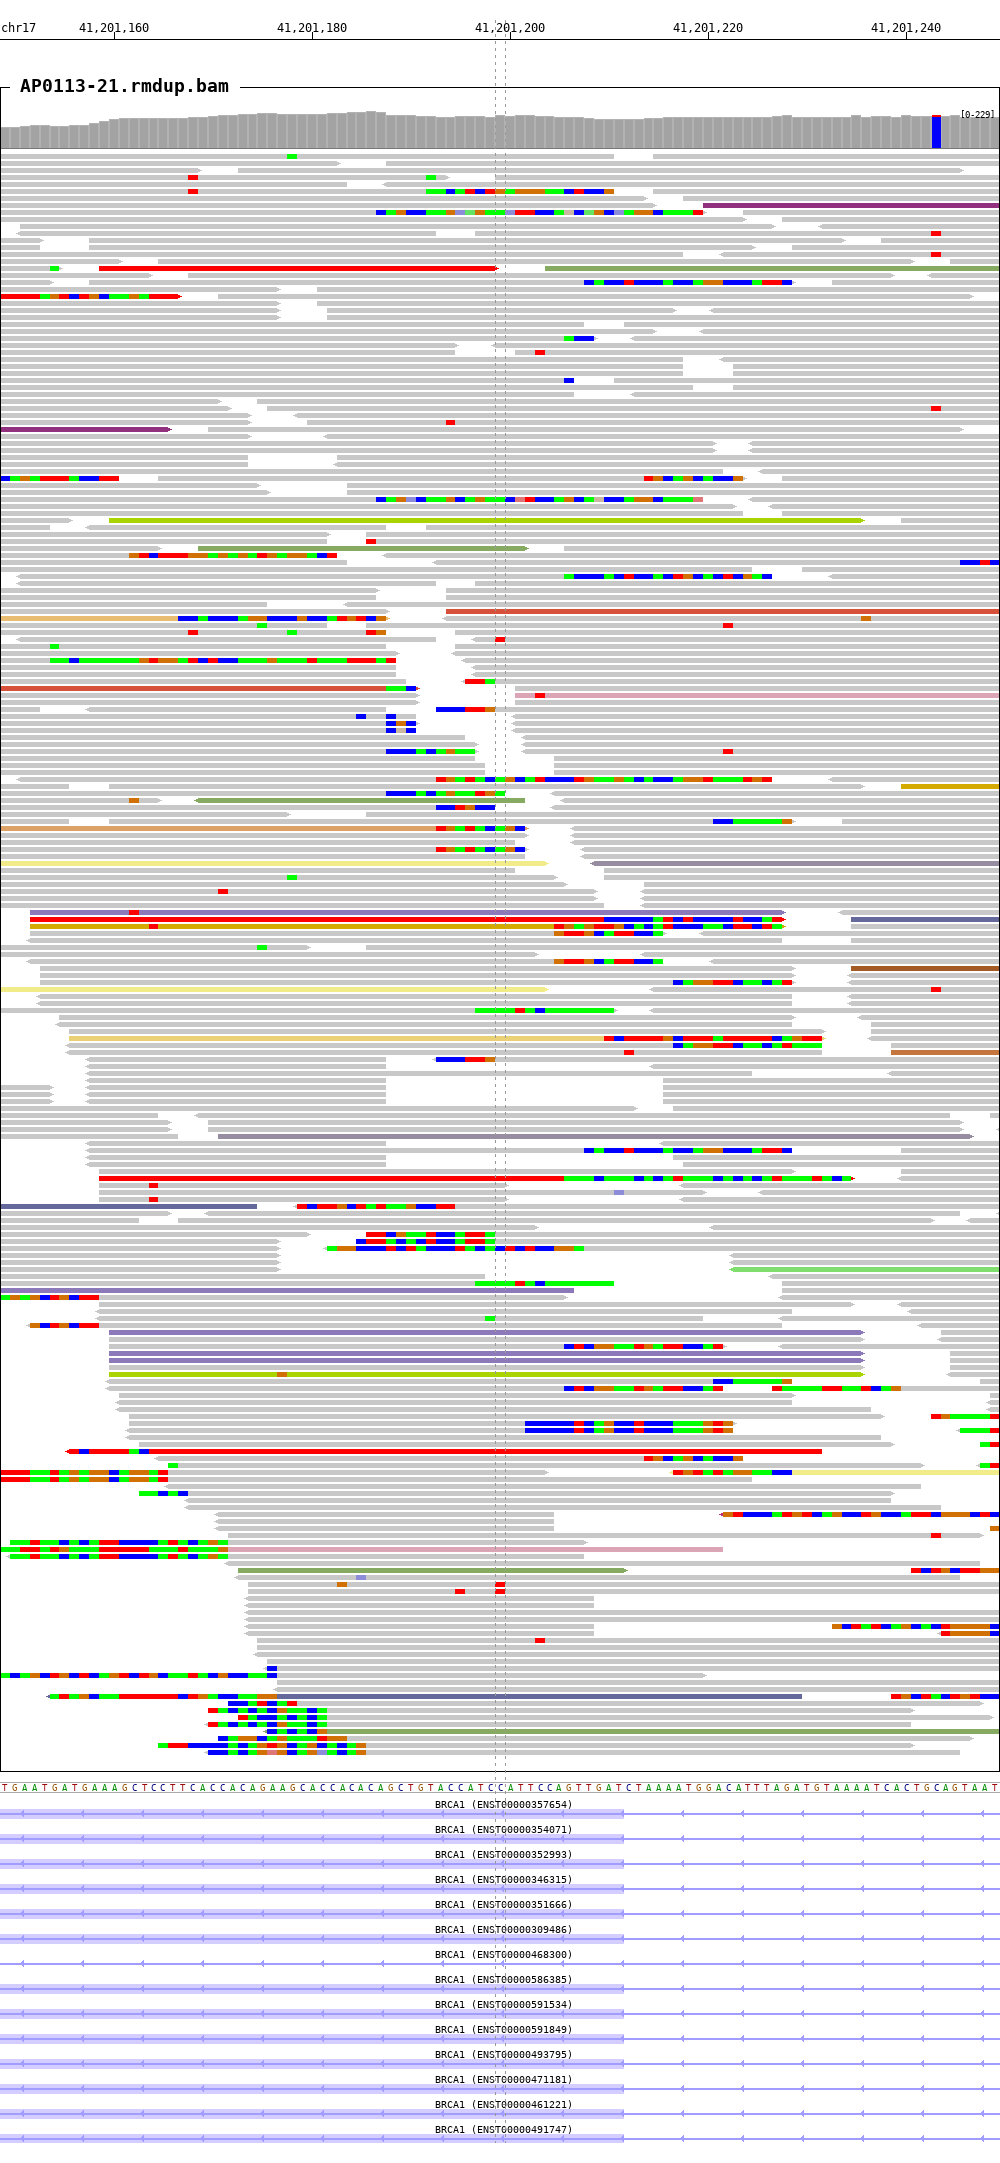 chr17 41,201,160 41,201,180 41,201,200 41,201,220 41,201,240
AP0113-21.rmdup.bam
[0-229]
TGAATGATGAAAGCTCCTTCACCACAGAAGCACCACACAGCTGTACCATCCATTCCAGTTGATCTAAAATGGACATTTAGATGTAAAATCACTGCAGTAAT
BRCA1 (ENST00000357654)
BRCA1 (ENST00000354071)
BRCA1 (ENST00000352993)
BRCA1 (ENST00000346315)
BRCA1 (ENST00000351666)
BRCA1 (ENST00000309486)
BRCA1 (ENST00000468300)
BRCA1 (ENST00000586385)
BRCA1 (ENST00000591534)
BRCA1 (ENST00000591849)
BRCA1 (ENST00000493795)
BRCA1 (ENST00000471181)
BRCA1 (ENST00000461221)
BRCA1 (ENST00000491747)